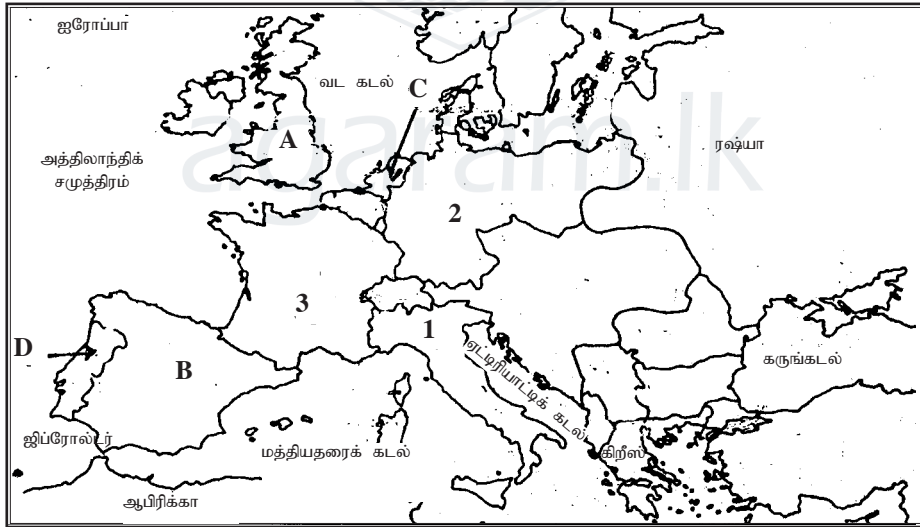 ஐரோப்பா
வட கடல்
C
A
அத்திலாந்திக்
சமுத்திரம்
ரஷ்யா
agaram.lk
2
3
1
D
B
ஏட்டிரியாட்டிக் கடல்
கருங்கடல்
ஜிப்ரோல்டர்
மத்தியதரைக் கடல்
கிறீஸ்
ஆபிரிக்கா